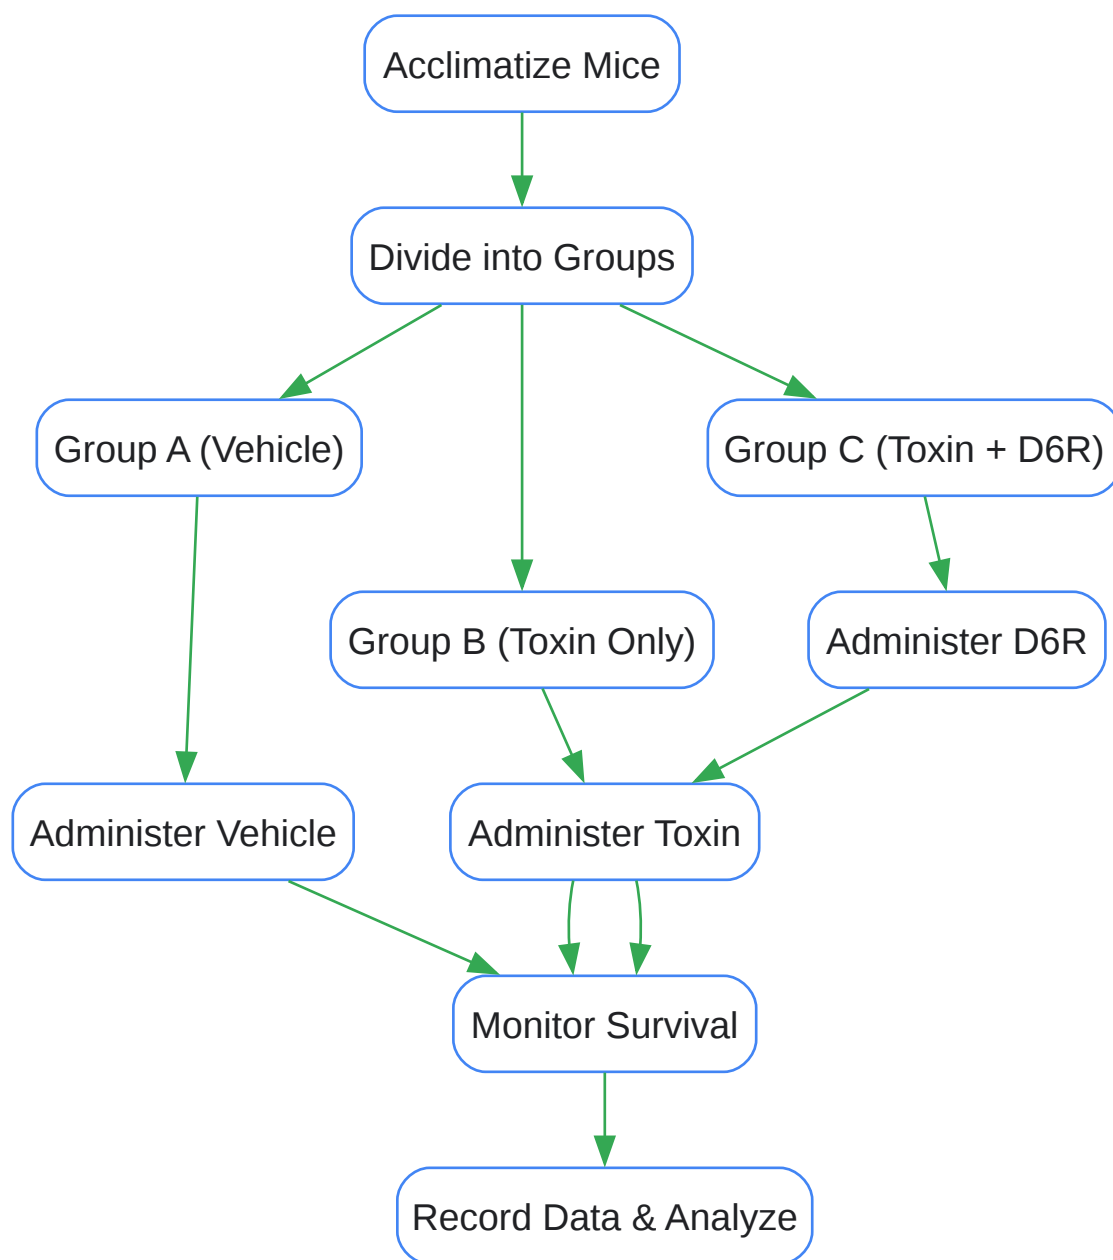 Acclimatize Mice
Divide into Groups
Group A (Vehicle)
Group C (Toxin + D6R)
Group B (Toxin Only)
Administer D6R
Administer Vehicle
Administer Toxin
Monitor Survival
Record Data & Analyze